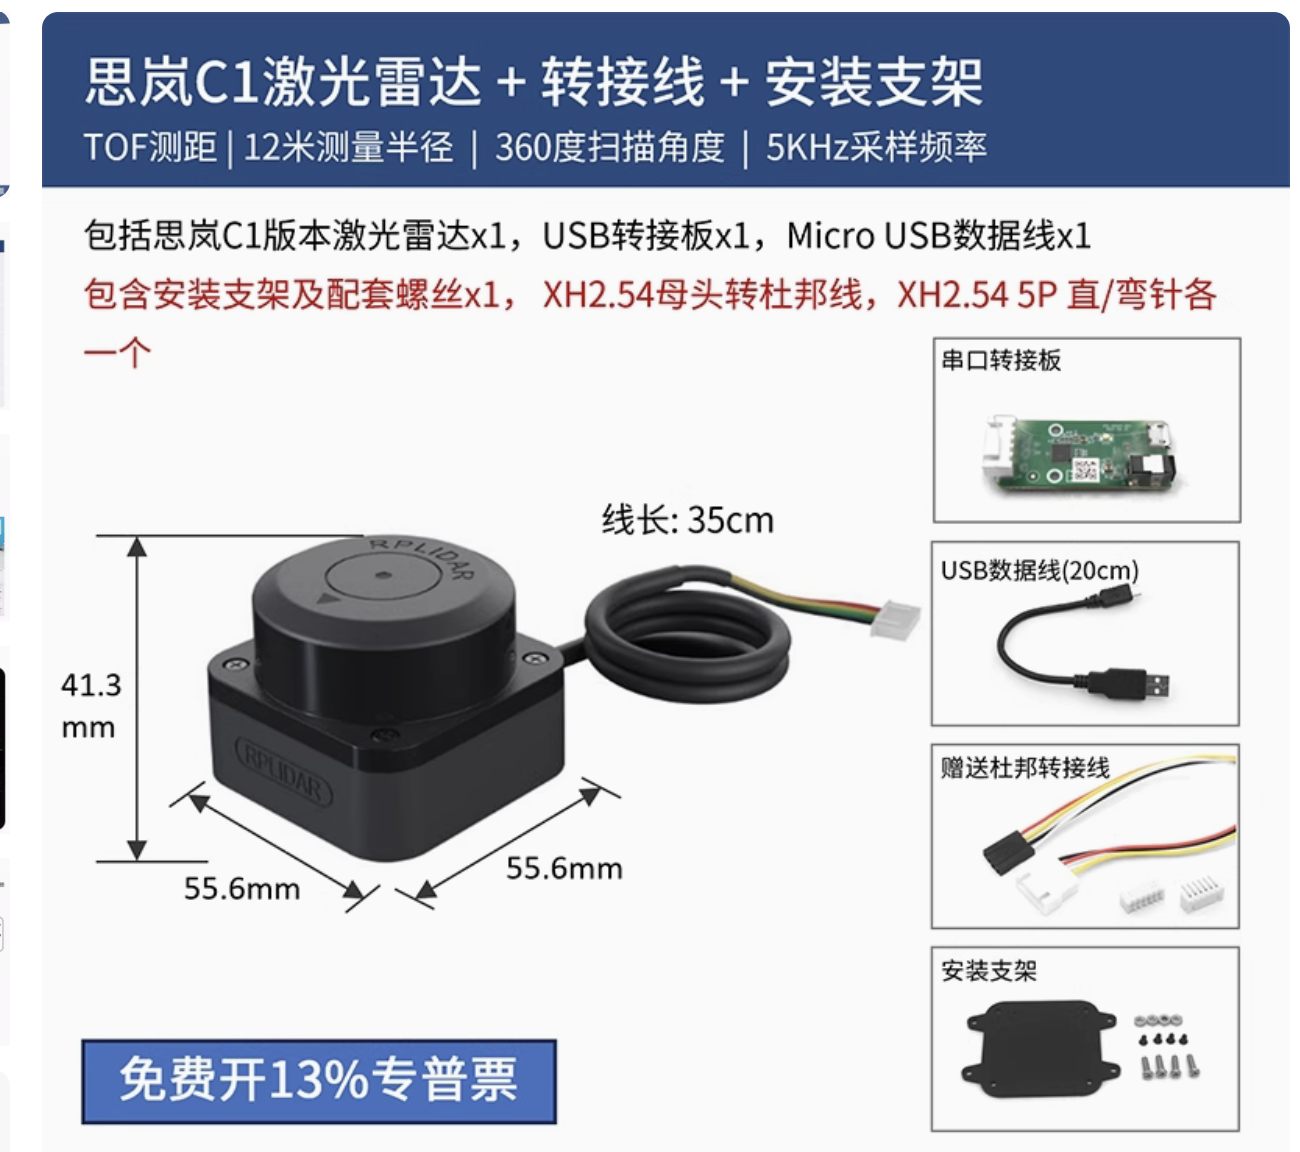 思岚C1激光雷达 + 转接线 + 安装支架
TOF测距 | 12米测量半径 | 360度扫描角度 | 5KHz采样频率
包括思岚C1版本激光雷达x1，USB转接板x1，Micro USB数据线x1
包含安装支架及配套螺丝x1， XH2.54母头转杜邦线，XH2.54 5P 直/弯针各
一个
串口转接板
线长: 35cm
RPLIDAR
USB数据线(20cm)
41.3
mm
RPLIDAR
赠送杜邦转接线
55.6mm
55.6mm
安装支架
免费开13%专普票